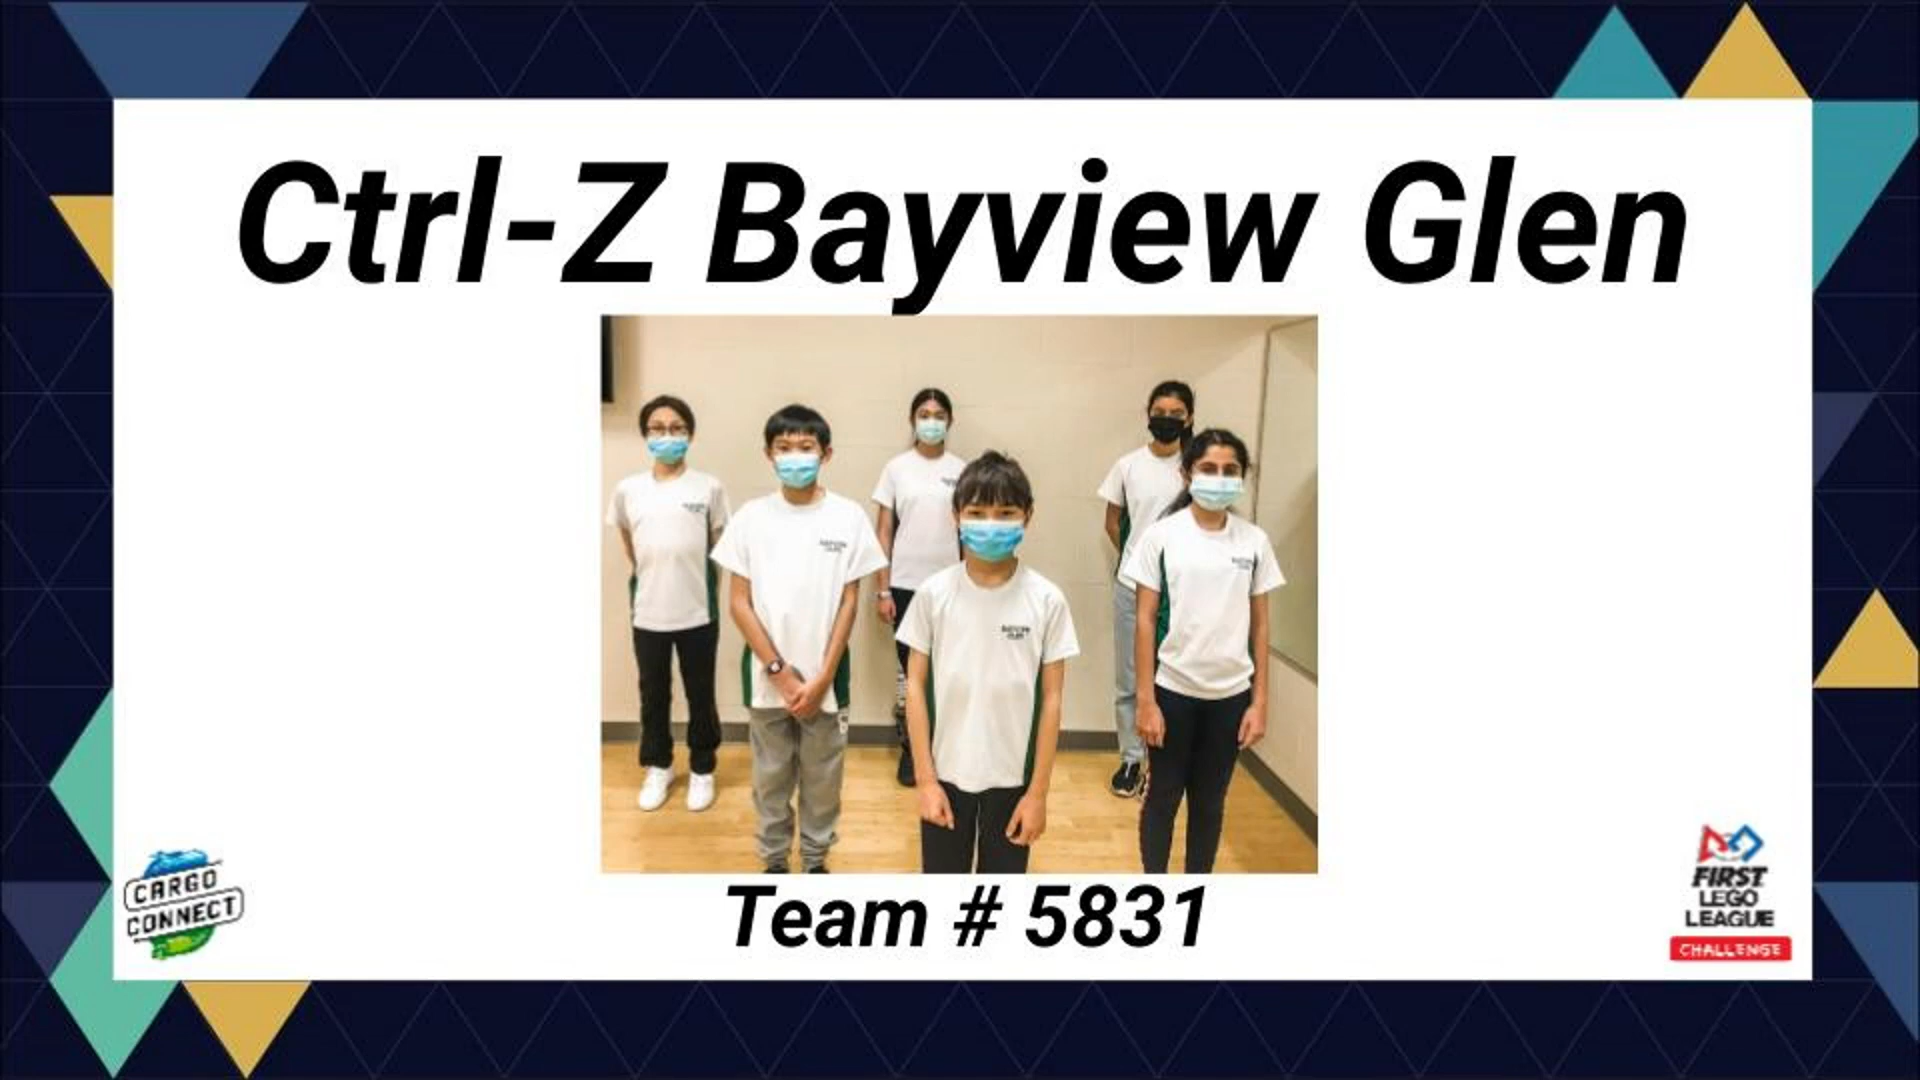 Ctrl-Z Bayview Glen
Team # 5831
CARGO
CONNECT
FIRST
LEGO
LEAGUE
CHALLENGE